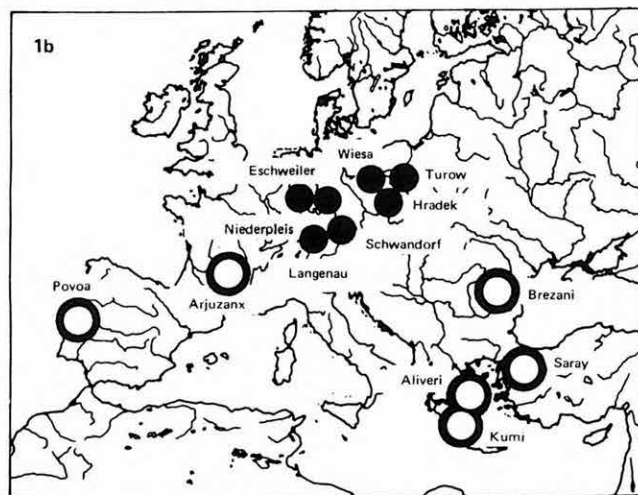 1b
Wiesa
Eschweiler
Turow
Hradek
Niederpleis
Schwandorf
Langenau
Povoa
Arjuzanx
Brezani
Saray
Aliveri
Kumi